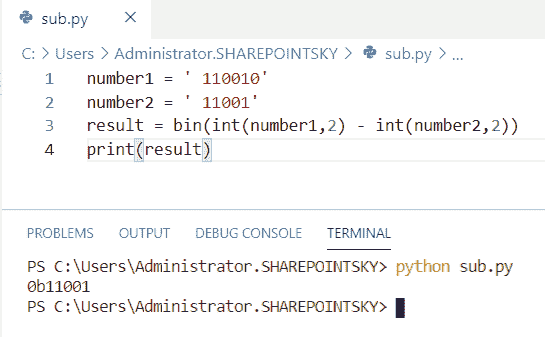 sub.py
C: > Users > Administrator.SHAREPOINTSKY > sub.py > ...
1 number1 = ' 110010'
2 number2 = ' 11001'
3 result = bin(int(number1,2) - int(number2,2))
4 print(result)
PROBLEMS OUTPUT DEBUG CONSOLE TERMINAL
PS C:\Users\Administrator.SHAREPOINTSKY> python sub.py
0b11001
PS C:\Users\Administrator.SHAREPOINTSKY>